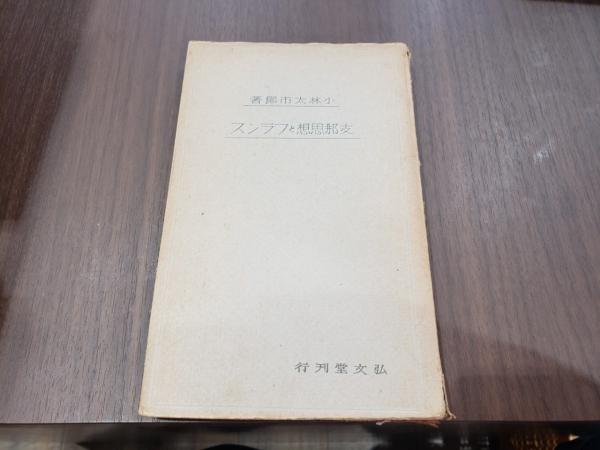 小林太市郎著
支那思想とフランス
弘文堂刊行